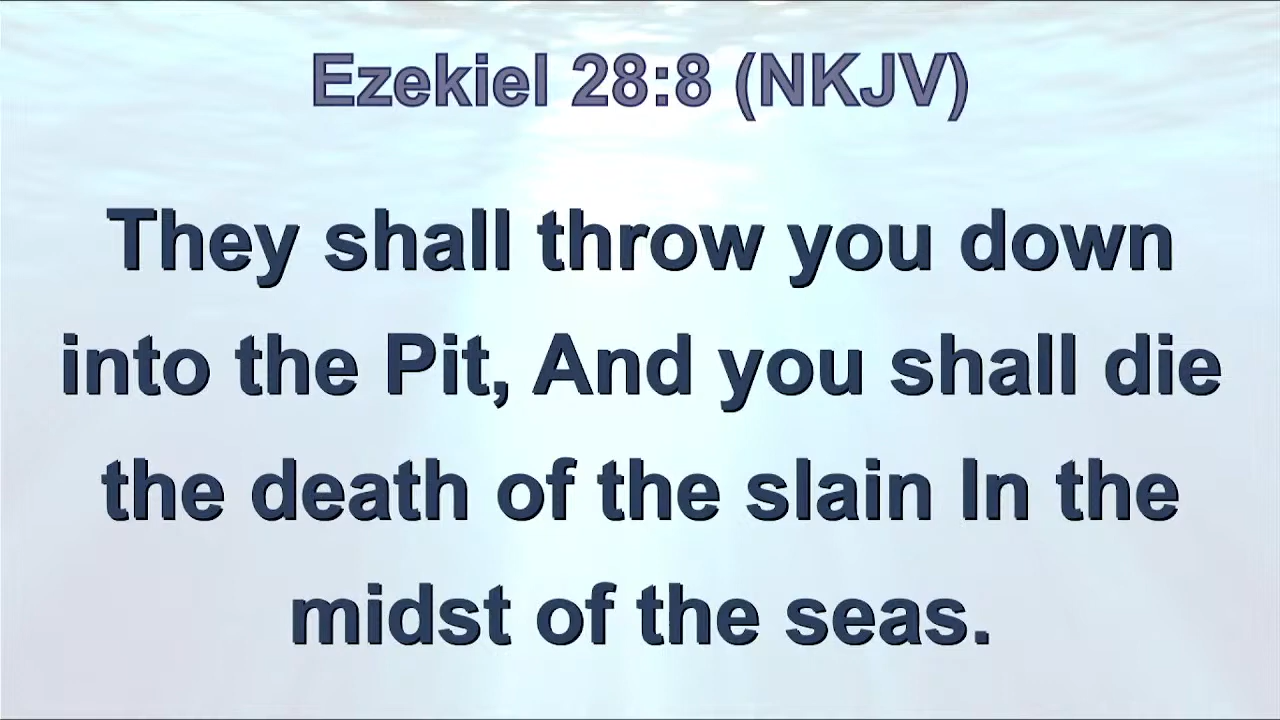 Ezekiel 28:8 (NKJV)
They shall throw you down
into the Pit, And you shall die
the death of the slain In the
midst of the seas.